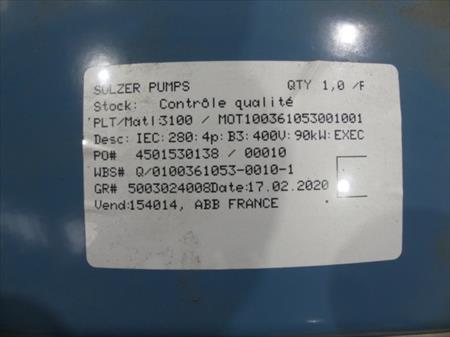 SULZER PUMPS QTY 1,0 /F
Stock: Contrôle qualité
PLT/Matl:3100 / MOT100361053001001
Desc: IEC:280:4p:B3:400V:90kW:EXEC
PO# 4501530138 / 00010
WBS# Q/0100361053-0010-1
GR# 5003024008Date:17.02.2020
Vend:154014, ABB FRANCE